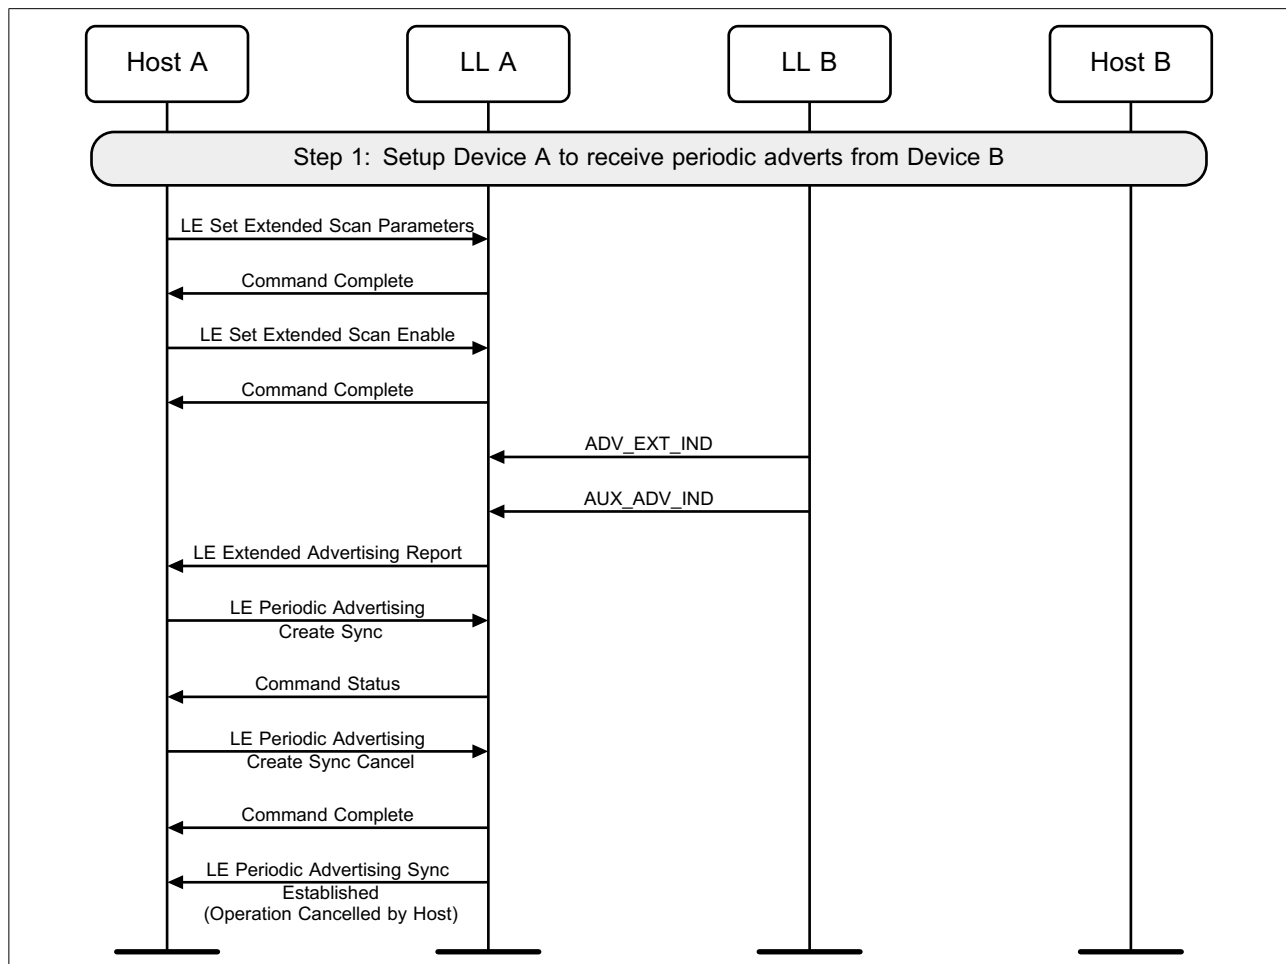 Host A
LL A
LL B
Host B
Step 1: Setup Device A to receive periodic adverts from Device B
LE Set Extended Scan Parameters
Command Complete
LE Set Extended Scan Enable
Command Complete
ADV_EXT_IND
AUX_ADV_IND
LE Extended Advertising Report
LE Periodic Advertising
Create Sync
Command Status
LE Periodic Advertising
Create Sync Cancel
Command Complete
LE Periodic Advertising Sync
Established
(Operation Cancelled by Host)